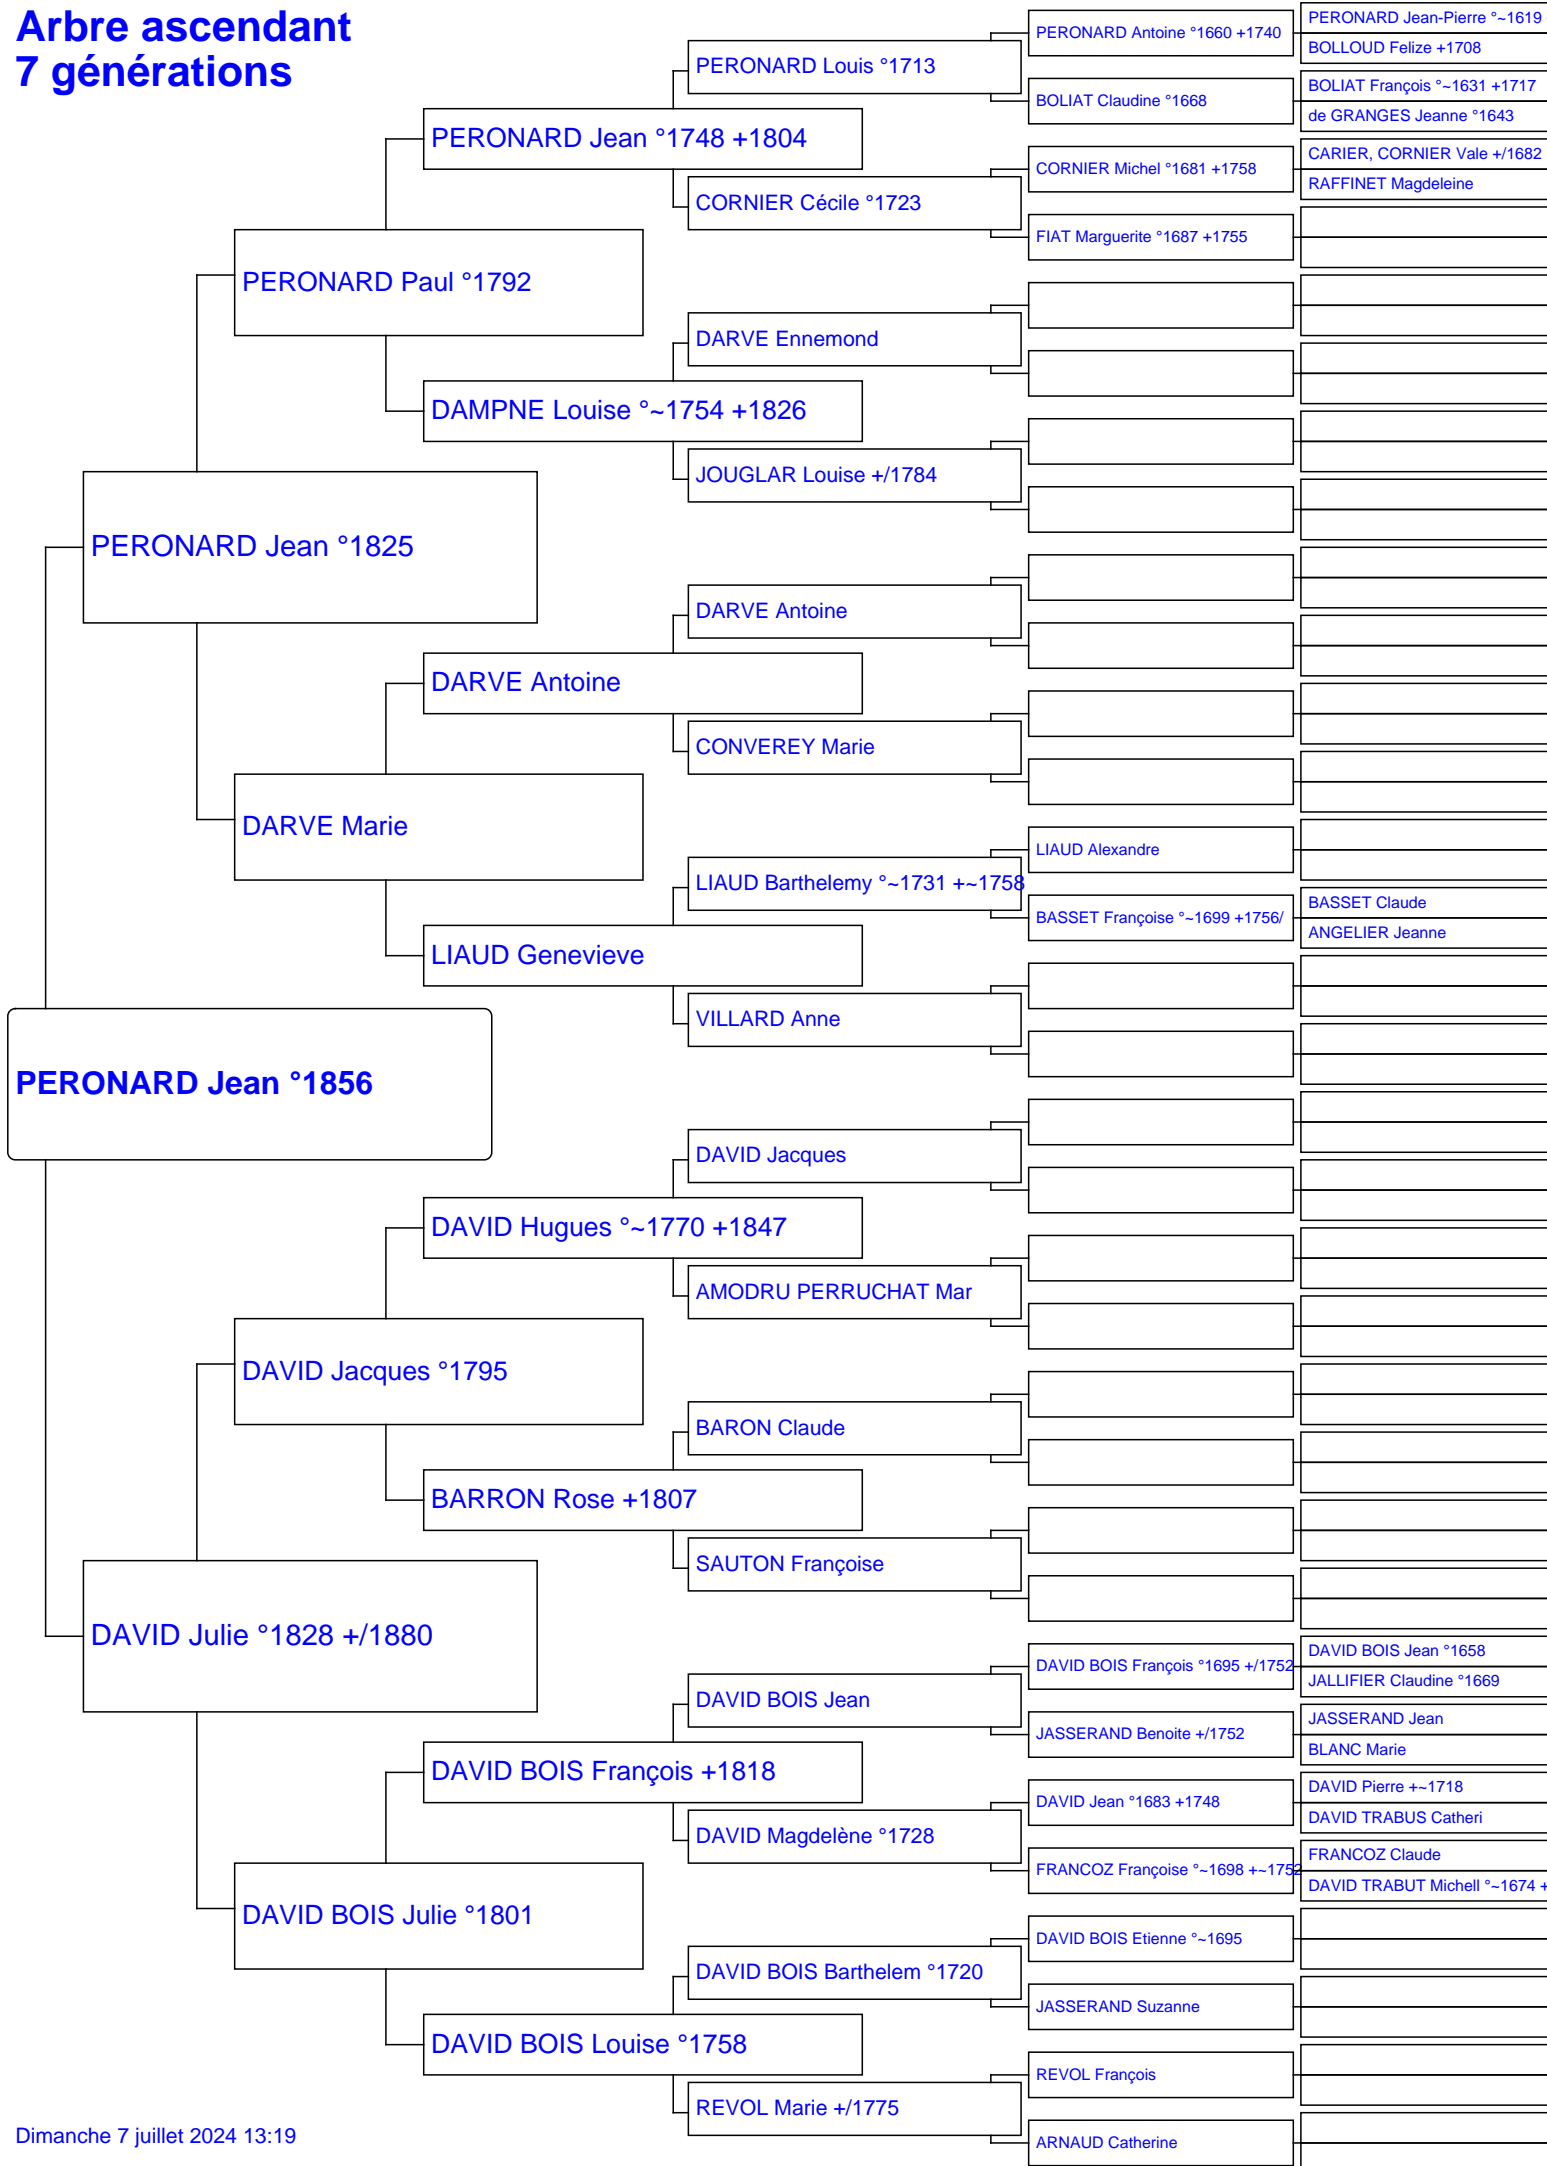 Arbre ascendant
7 générations
PERONARD Jean °1856
PERONARD Jean °1825
DAVID Julie °1828 +/1880
PERONARD Paul °1792
DARVE Marie
DAVID Jacques °1795
DAVID BOIS Julie °1801
PERONARD Jean °1748 +1804
DAMPNE Louise °~1754 +1826
DARVE Antoine
LIAUD Genevieve
DAVID Hugues °~1770 +1847
BARRON Rose +1807
DAVID BOIS François +1818
DAVID BOIS Louise °1758
PERONARD Louis °1713
CORNIER Cécile °1723
DARVE Ennemond
JOUGLAR Louise +/1784
DARVE Antoine
CONVEREY Marie
LIAUD Barthelemy °~1731 +~1758
VILLARD Anne
DAVID Jacques
AMODRU PERRUCHAT Mar
BARON Claude
SAUTON Françoise
DAVID BOIS Jean
DAVID Magdelène °1728
DAVID BOIS Barthelem °1720
REVOL Marie +/1775
PERONARD Antoine °1660 +1740
BOLIAT Claudine °1668
CORNIER Michel °1681 +1758
FIAT Marguerite °1687 +1755
LIAUD Alexandre
BASSET Françoise °~1699 +1756/
DAVID BOIS François °1695 +/1752
JASSERAND Benoite +/1752
DAVID Jean °1683 +1748
FRANCOZ Françoise °~1698 +~1752
DAVID BOIS Etienne °~1695
JASSERAND Suzanne
REVOL François
ARNAUD Catherine
PERONARD Jean-Pierre °~1619
BOLLOUD Felize +1708
BOLIAT François °~1631 +1717
de GRANGES Jeanne °1643
CARIER, CORNIER Vale +/1682
RAFFINET Magdeleine
BASSET Claude
ANGELIER Jeanne
DAVID BOIS Jean °1658
JALLIFIER Claudine °1669
JASSERAND Jean
BLANC Marie
DAVID Pierre +~1718
DAVID TRABUS Catheri
FRANCOZ Claude
DAVID TRABUT Michell °~1674 +
Dimanche 7 juillet 2024 13:19